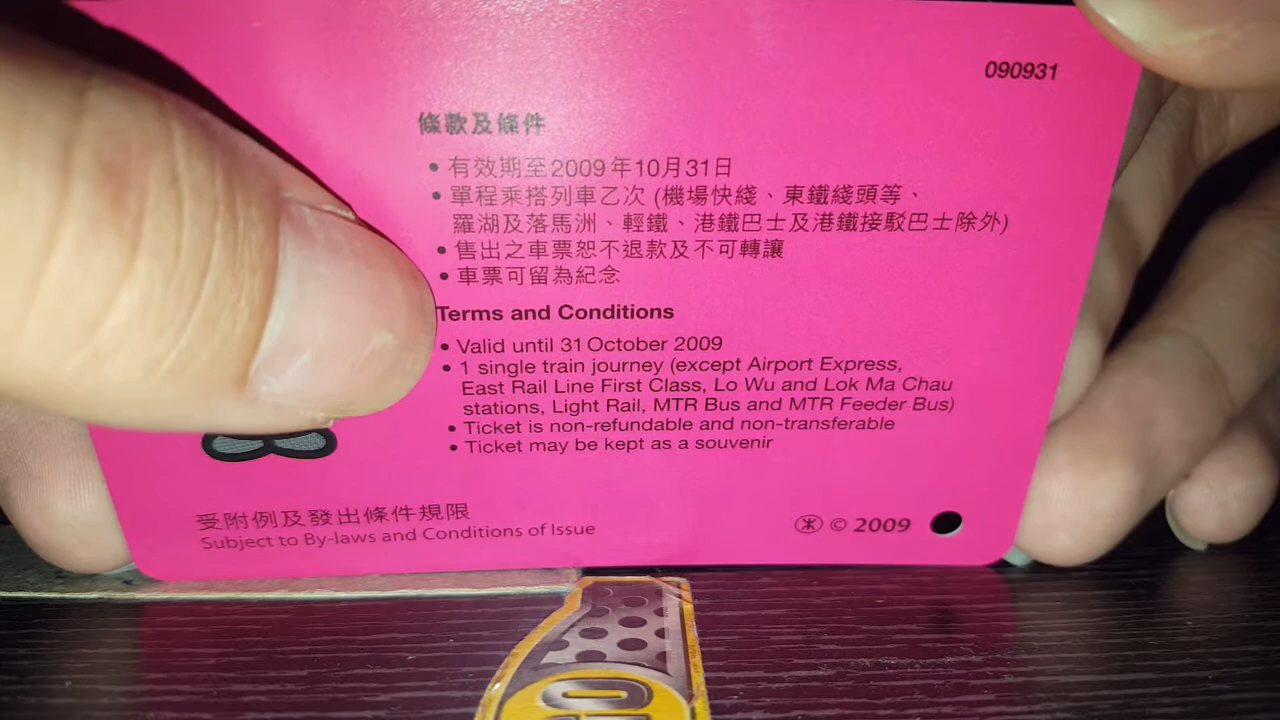 090931
條款及條件
• 有效期至2009年10月31日
• 單程乘搭列車乙次 (機場快綫、東鐵綫頭等、
羅湖及落馬洲、輕鐵、港鐵巴士及港鐵接駁巴士除外)
• 售出之車票恕不退款及不可轉讓
• 車票可留為紀念
Terms and Conditions
• Valid until 31 October 2009
• 1 single train journey (except Airport Express,
East Rail Line First Class, Lo Wu and Lok Ma Chau
stations, Light Rail, MTR Bus and MTR Feeder Bus)
• Ticket is non-refundable and non-transferable
• Ticket may be kept as a souvenir
受附例及發出條件規限
Subject to By-laws and Conditions of Issue
© 2009